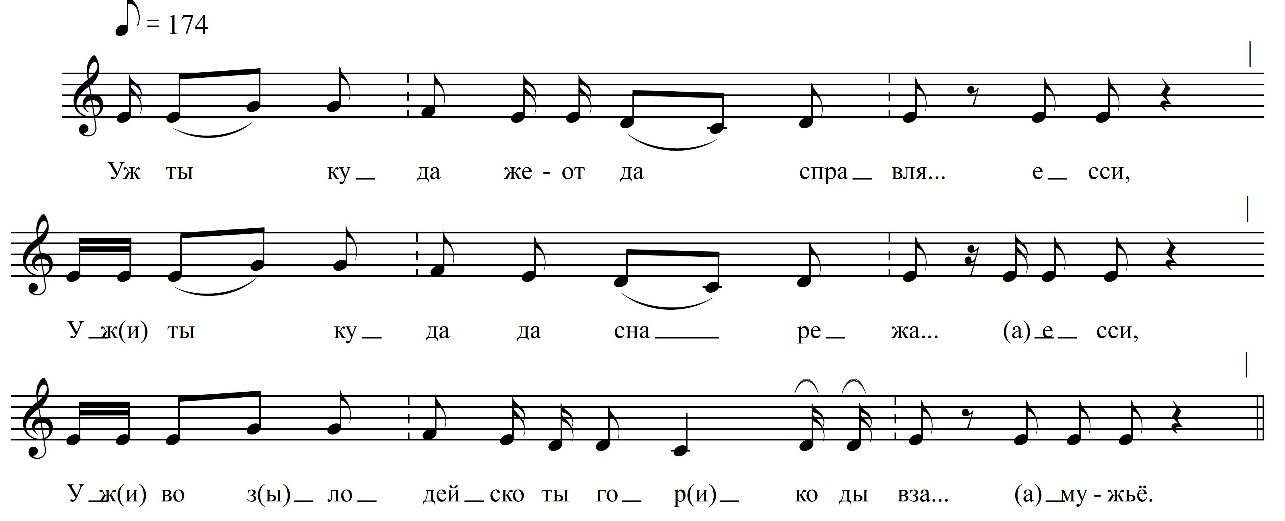 = 174
Уж ты ку да же - от да спра вля... е сси,
У ж(и) ты ку да да сна ре жа... (а) е сси,
У ж(и) во з(ы) ло дей ско ты го р(и) ко ды вза... (а) му - жьё.